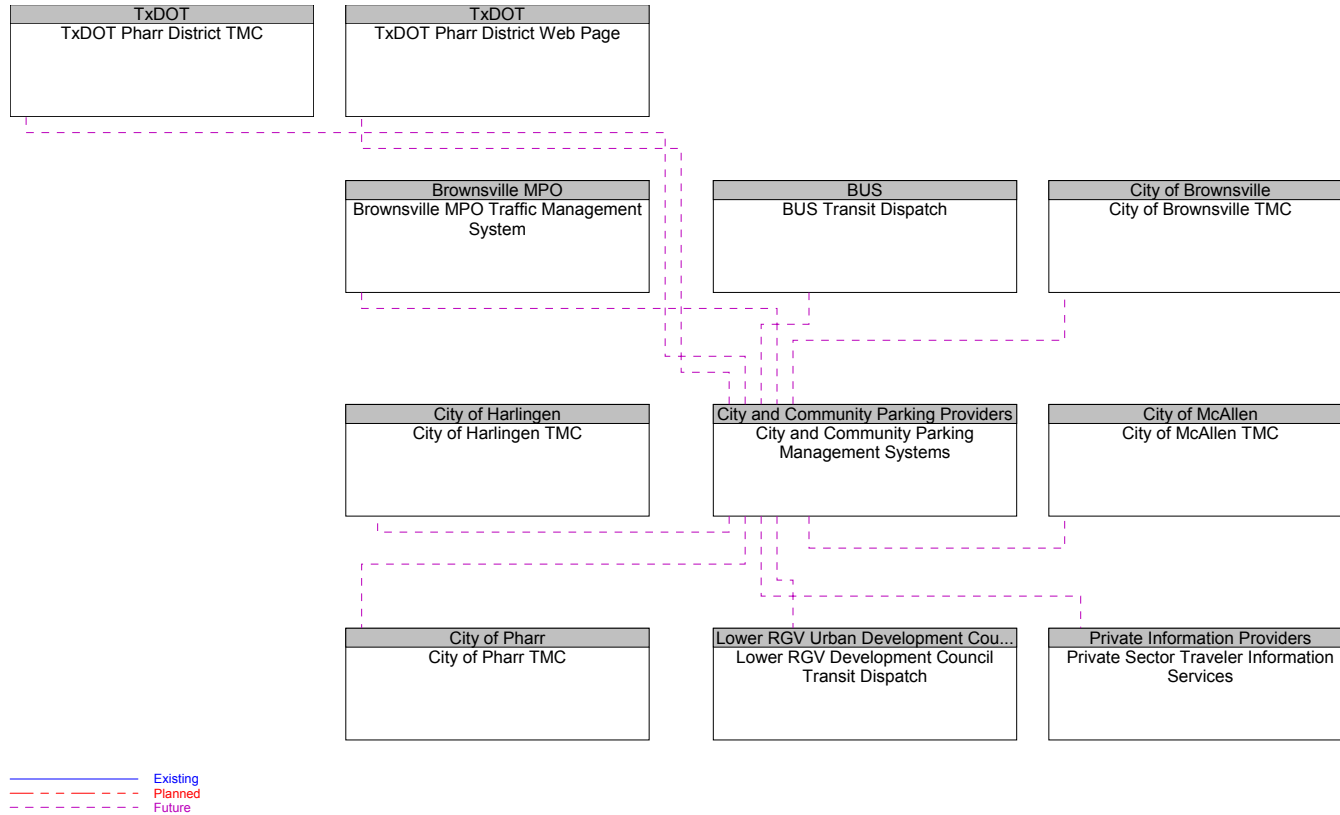 TxDOT
TxDOT Pharr District TMC
TxDOT
TxDOT Pharr District Web Page
Brownsville MPO
Brownsville MPO Traffic Management
System
BUS
BUS Transit Dispatch
City of Brownsville
City of Brownsville TMC
City of Harlingen
City of Harlingen TMC
City and Community Parking Providers
City and Community Parking
Management Systems
City of McAllen
City of McAllen TMC
City of Pharr
City of Pharr TMC
Lower RGV Urban Development Cou...
Lower RGV Development Council
Transit Dispatch
Private Information Providers
Private Sector Traveler Information
Services
Existing
Planned
Future